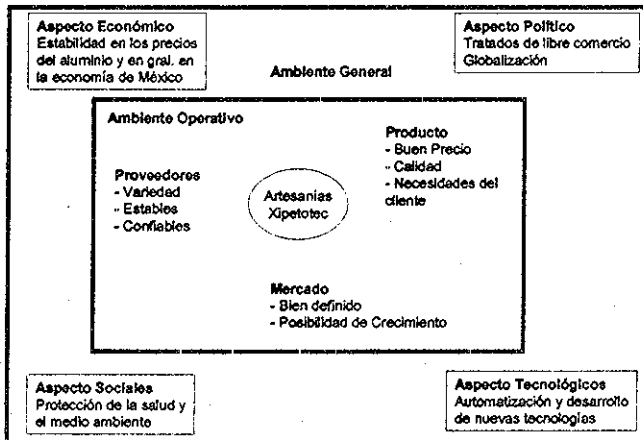 Aspecto Económico
Estabilidad en los precios
del aluminio y en gral. en
la economía de México
Aspecto Político
Tratados de libre comercio
Globalización
Ambiente General
Ambiente Operativo
Producto
- Buen Precio
- Calidad
- Necesidades del
cliente
Proveedores
- Variedad
- Estables
- Confiables
Artesanías
Xipetotec
Mercado
- Bien definido
- Posibilidad de Crecimiento
Aspecto Sociales
Protección de la salud y
el medio ambiente
Aspecto Tecnológicos
Automatización y desarrollo
de nuevas tecnologías